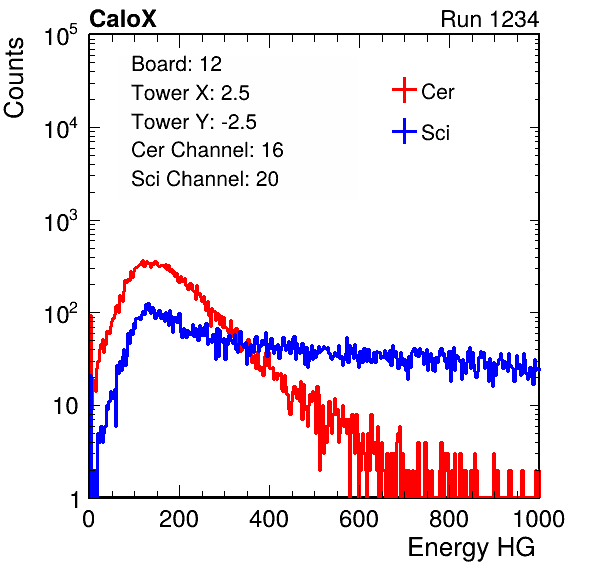 CaloX Run 1234
10^5
Counts
Board: 12
Tower X: 2.5
Tower Y: -2.5
Cer Channel: 16
Sci Channel: 20
Cer
Sci
10^4
10^3
10^2
10
1
0 200 400 600 800 1000
Energy HG